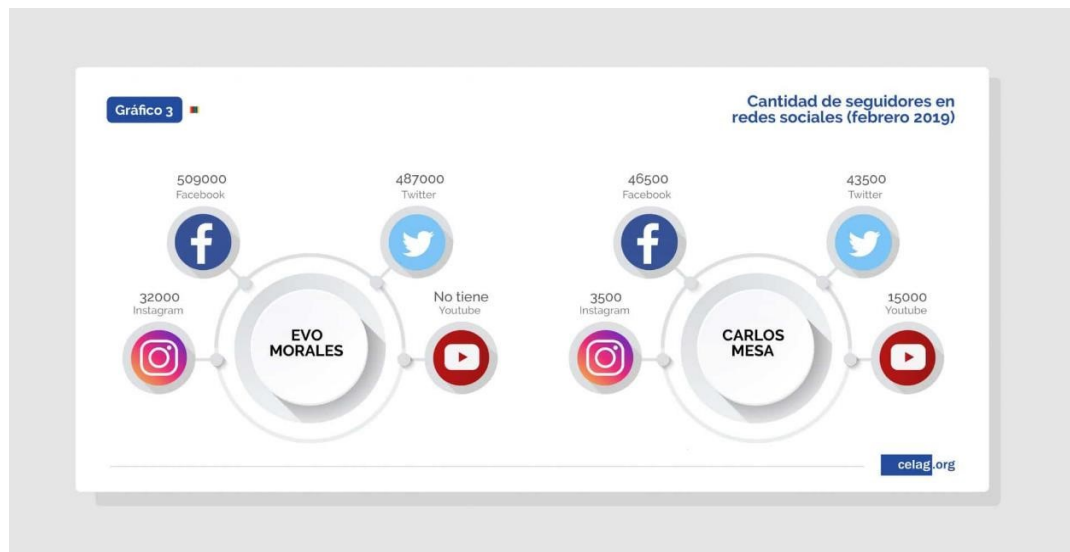 Gráfico 3
Cantidad de seguidores en
redes sociales (febrero 2019)
509000
Facebook
487000
Twitter
32000
Instagram
No tiene
Youtube
EVO
MORALES
46500
Facebook
43500
Twitter
3500
Instagram
15000
Youtube
CARLOS
MESA
celag.org